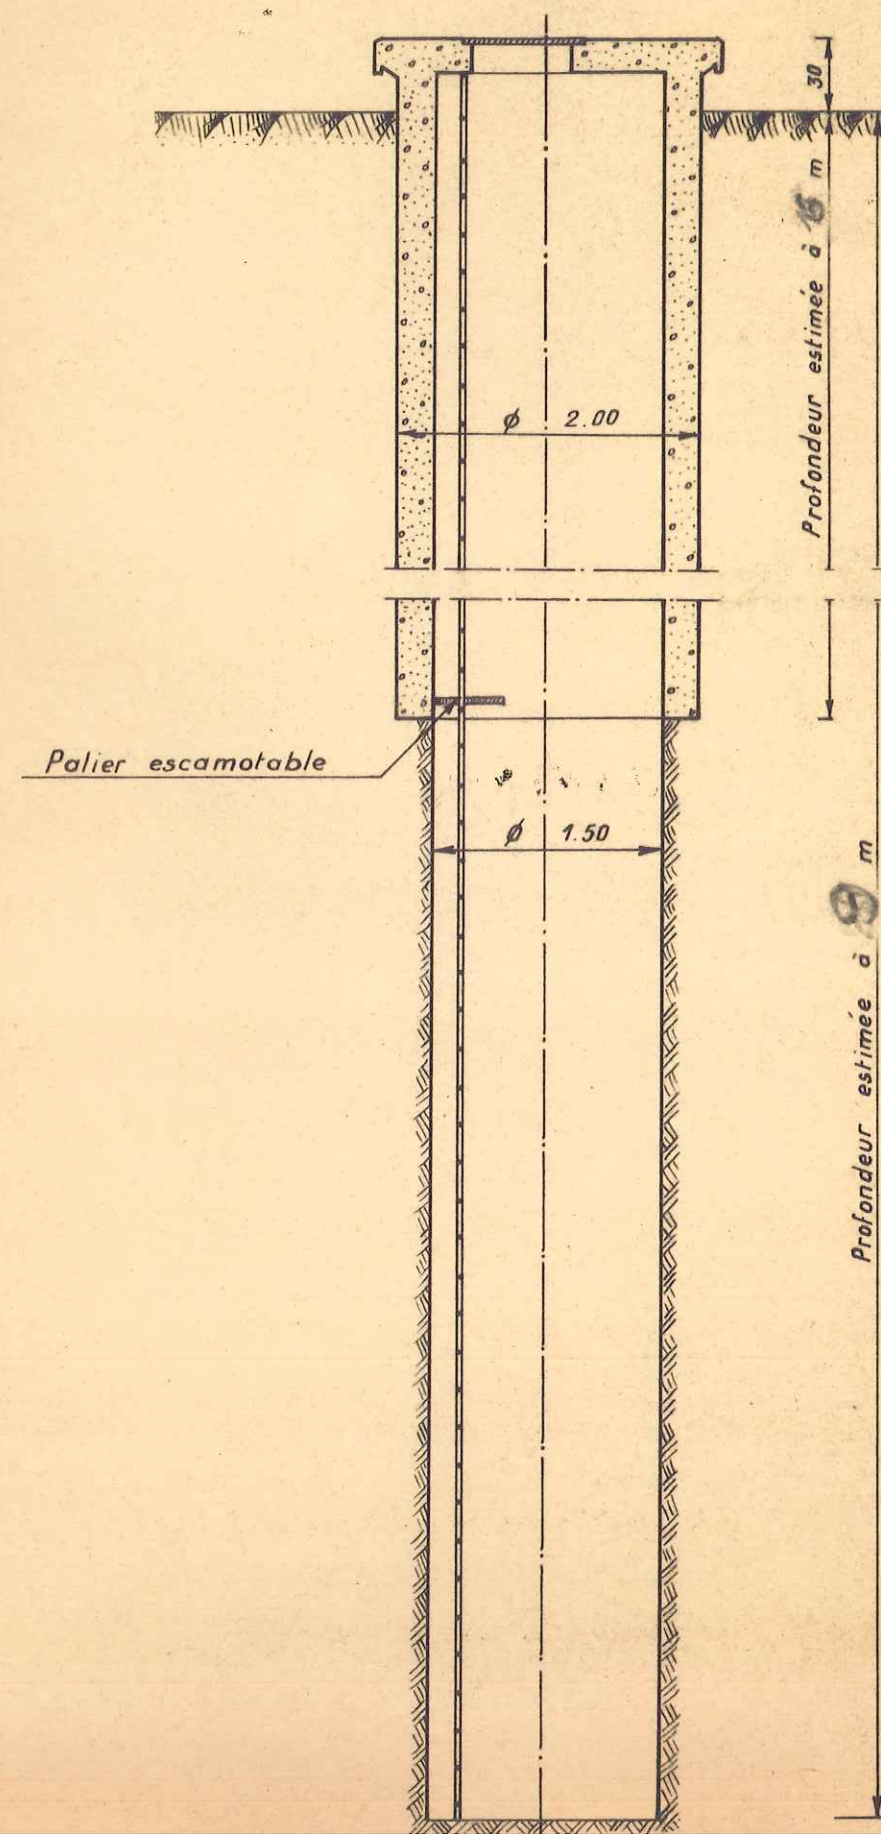 30
Profondeur estimée à m
φ 2.00
Palier escamotable
φ 1.50
Profondeur estimée à m